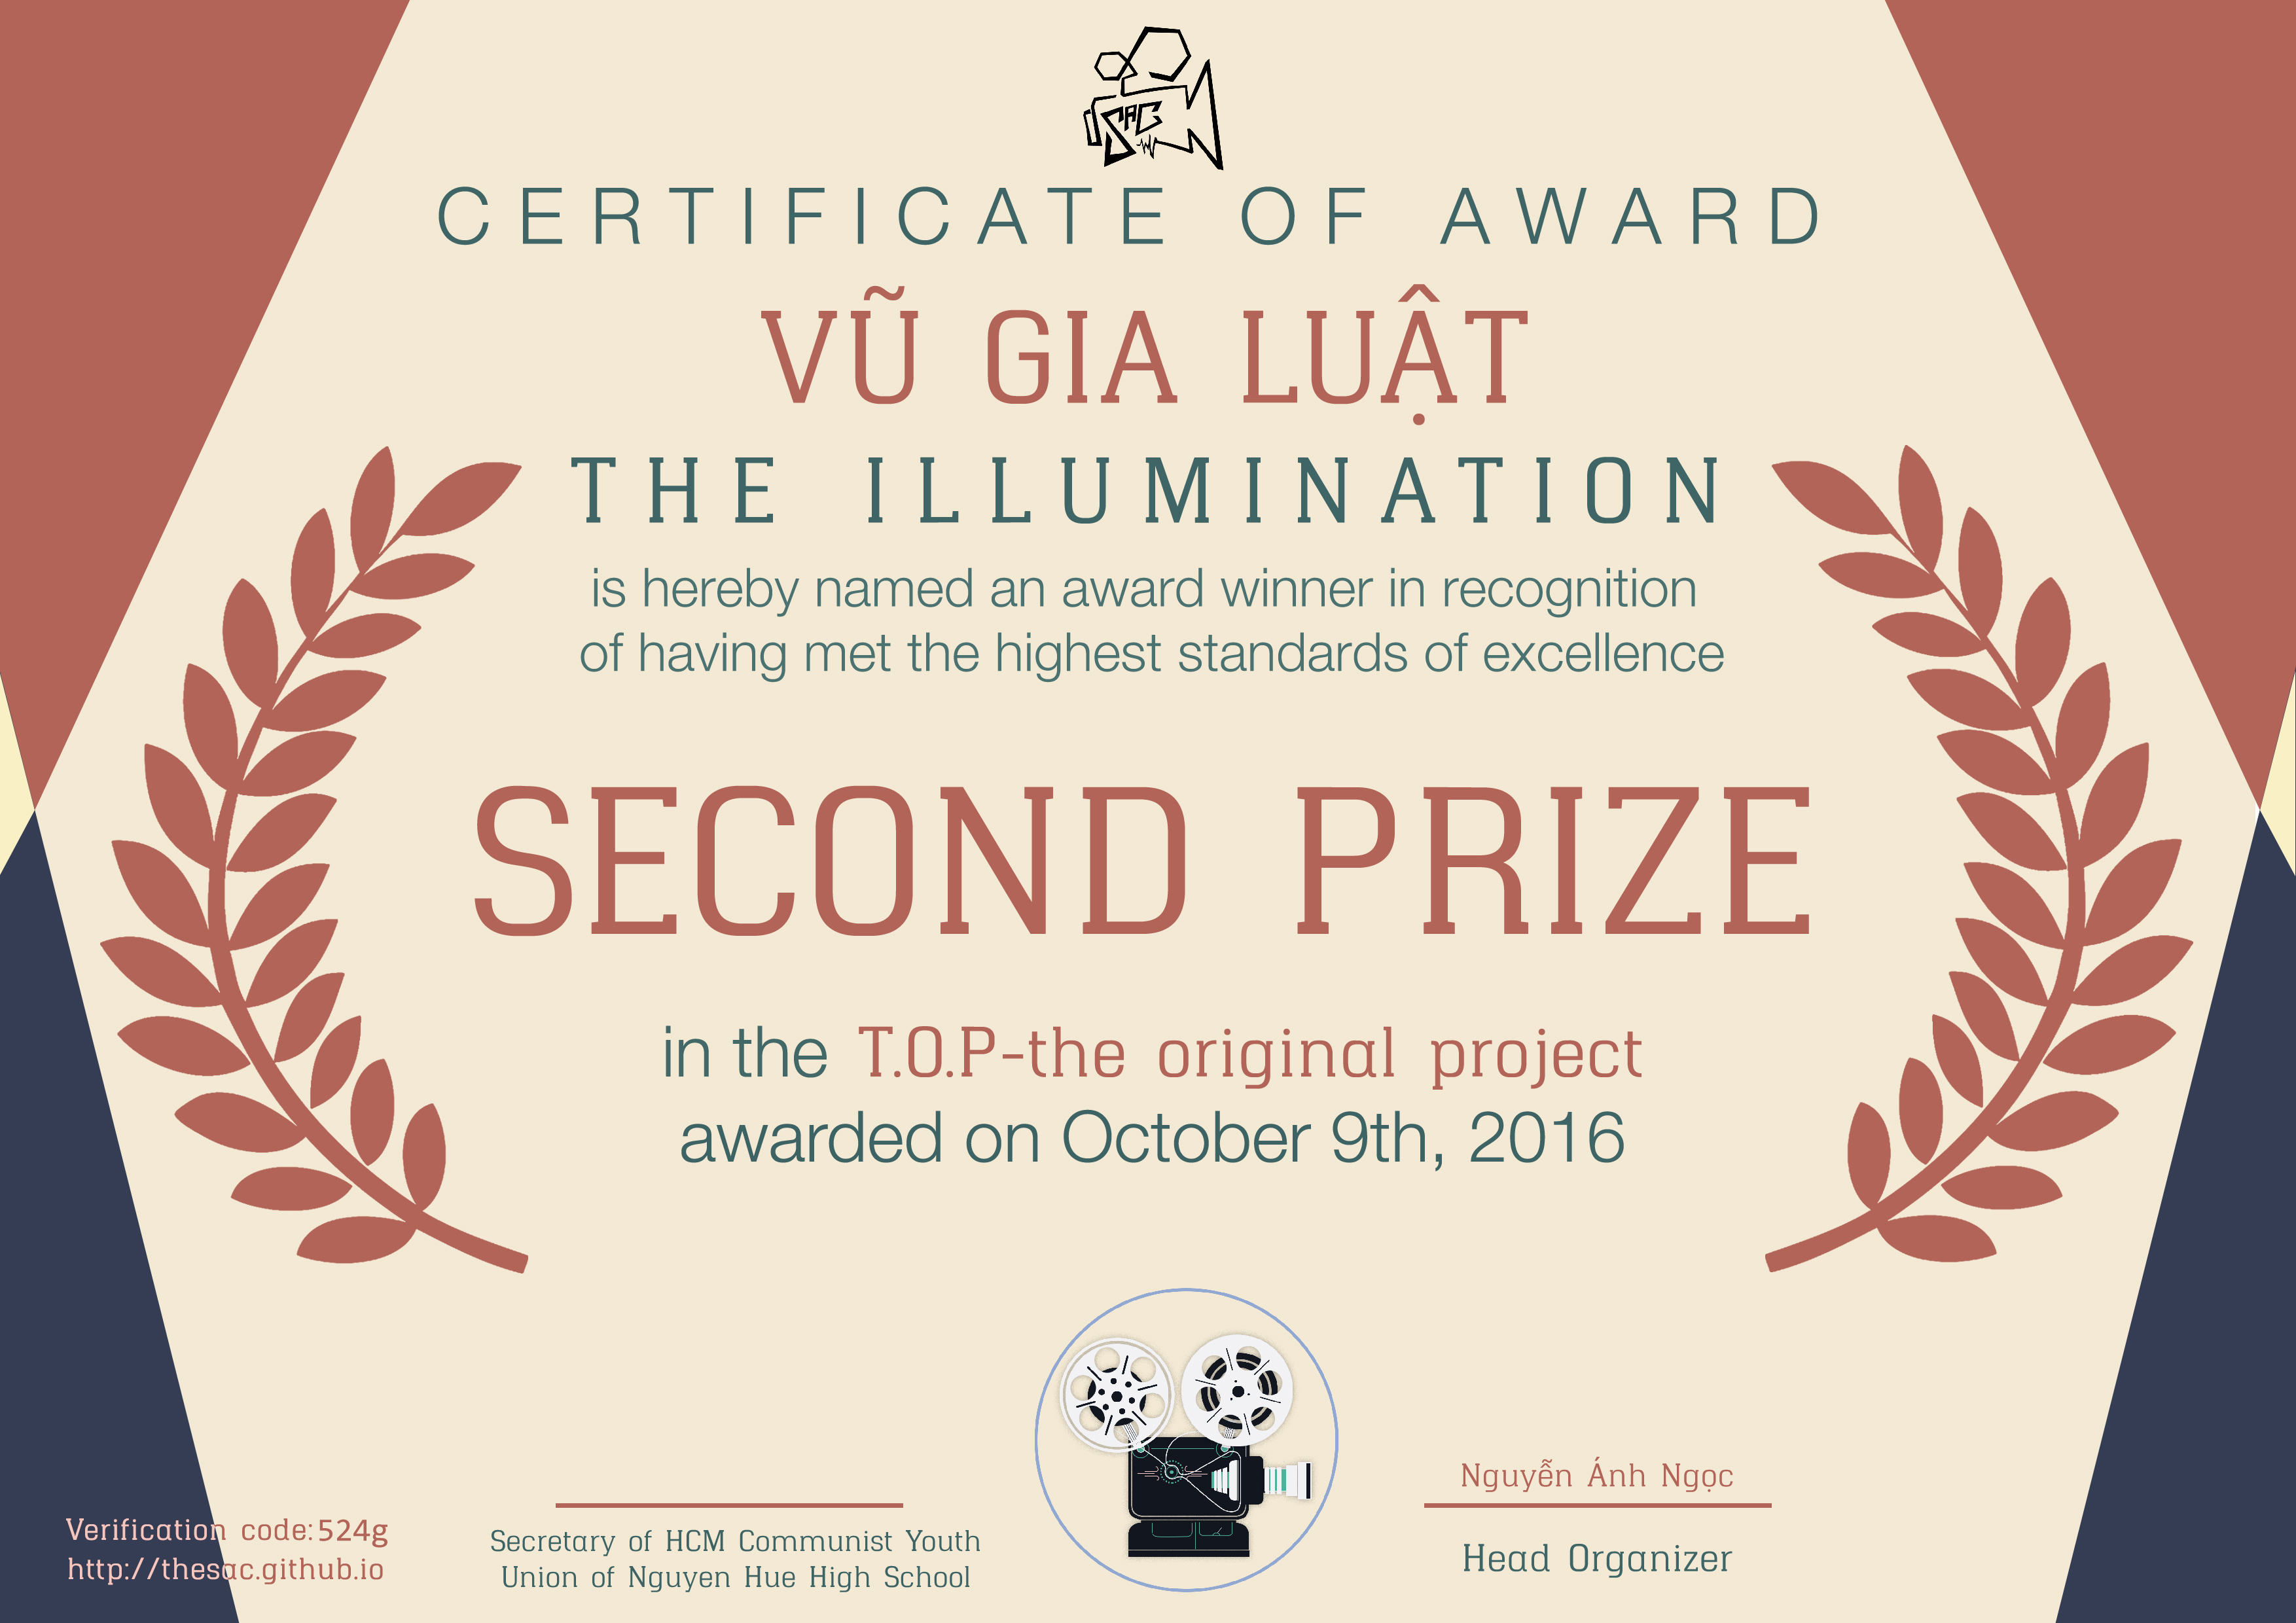 SAC
CERTIFICATE OF AWARD
VŨ GIA LUẬT
THE ILLUMINATION
is hereby named an award winner in recognition
of having met the highest standards of excellence
SECOND PRIZE
in the T.O.P-the original project
awarded on October 9th, 2016
Nguyễn Ánh Ngọc
Verification code:524g
http://thesac.github.io
Secretary of HCM Communist Youth
Union of Nguyen Hue High School
Head Organizer